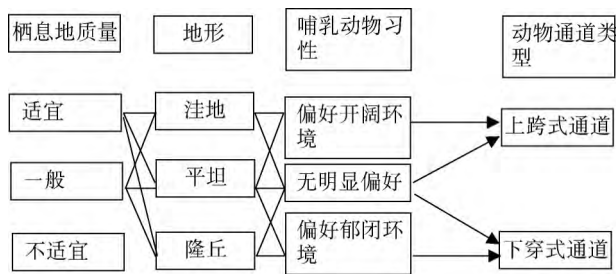 栖息地质量
地形
哺乳动物习
性
动物通道类
型
适宜
洼地
偏好开阔环
境
上跨式通道
一般
平坦
无明显偏好
不适宜
隆丘
偏好郁闭环
境
下穿式通道